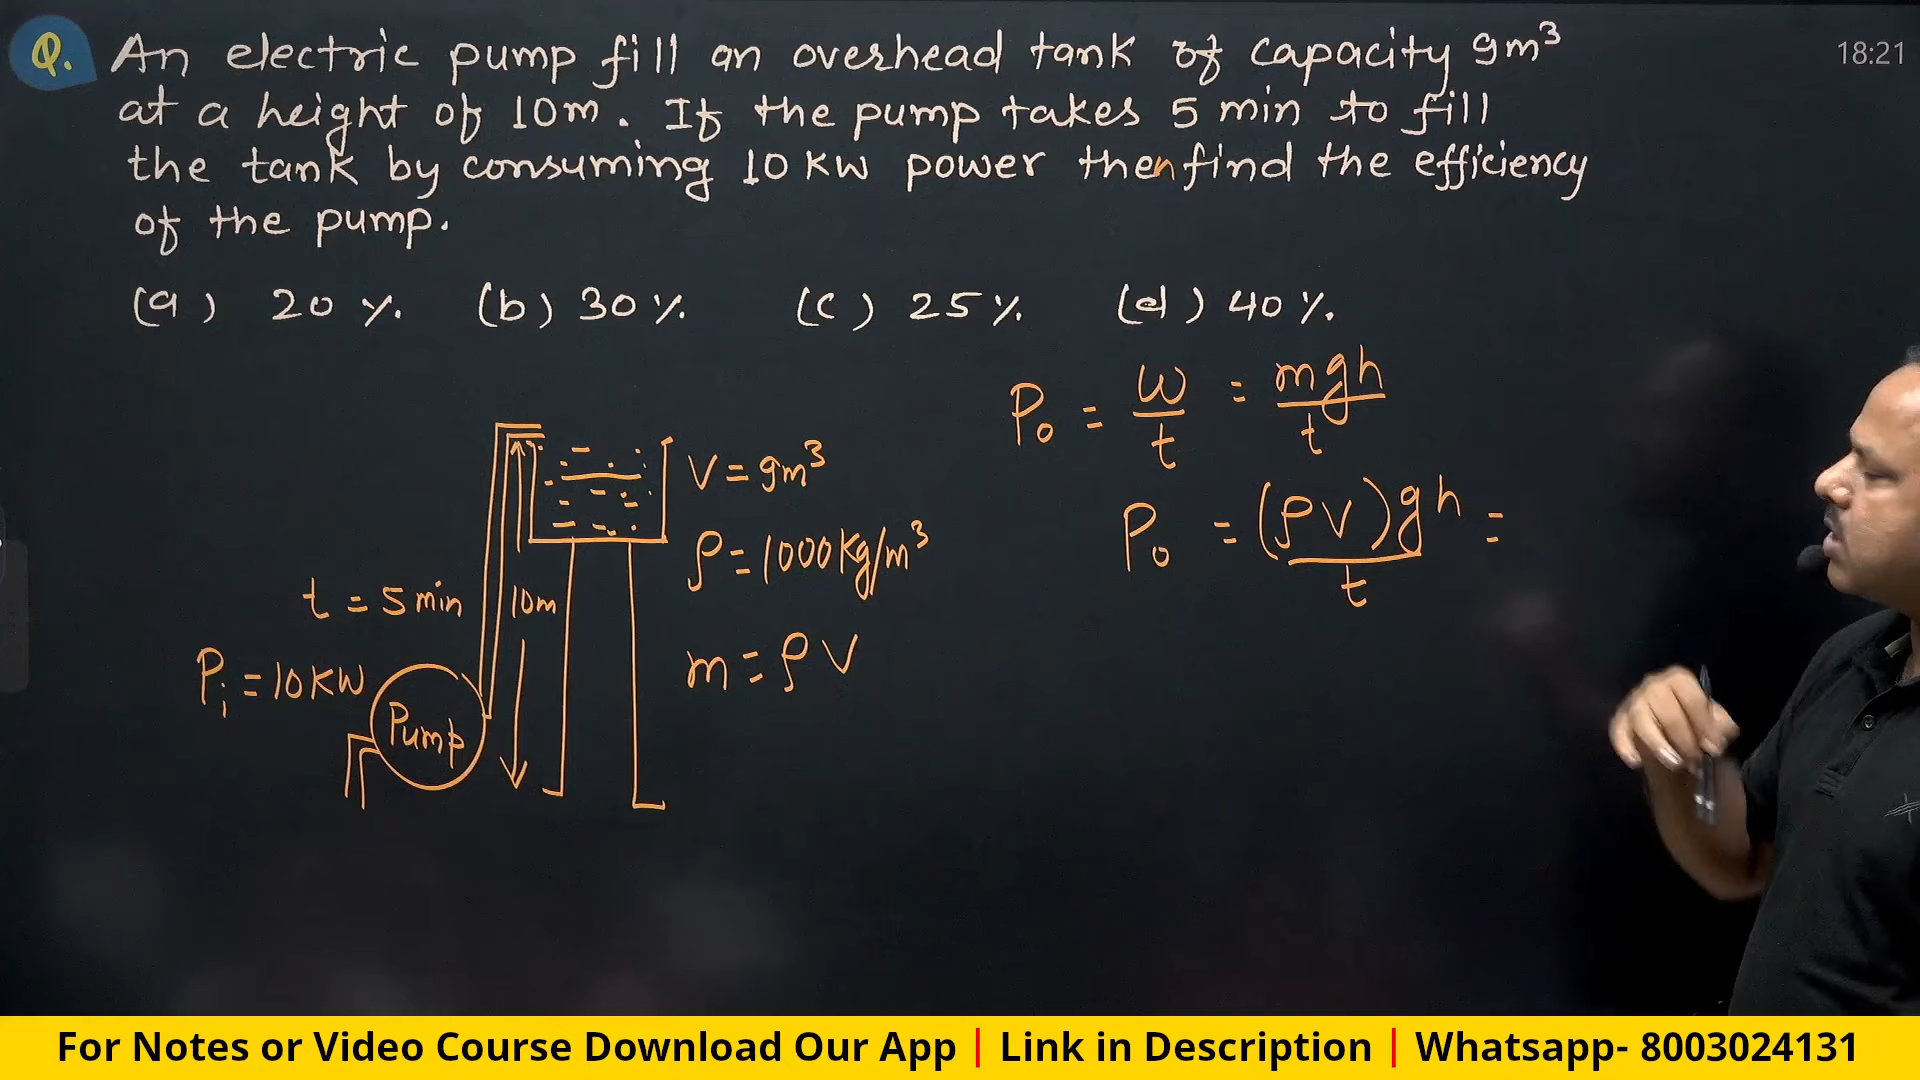 Q. An electric pump fill an overhead tank of capacity 9m³
18:21
at a height of 10m. If the pump takes 5 min to fill
the tank by consuming 10 KW power then find the efficiency
of the pump.
(a) 20 %. (b) 30 %. (c) 25 %. (d) 40 %.
P₀ = W/t = mgh/t
V = 9m³
P₀ = (ρV)gh/t =
ρ = 1000 Kg/m³
t = 5 min
10m
m = ρV
Pᵢ = 10 KW
Pump
For Notes or Video Course Download Our App | Link in Description | Whatsapp- 8003024131